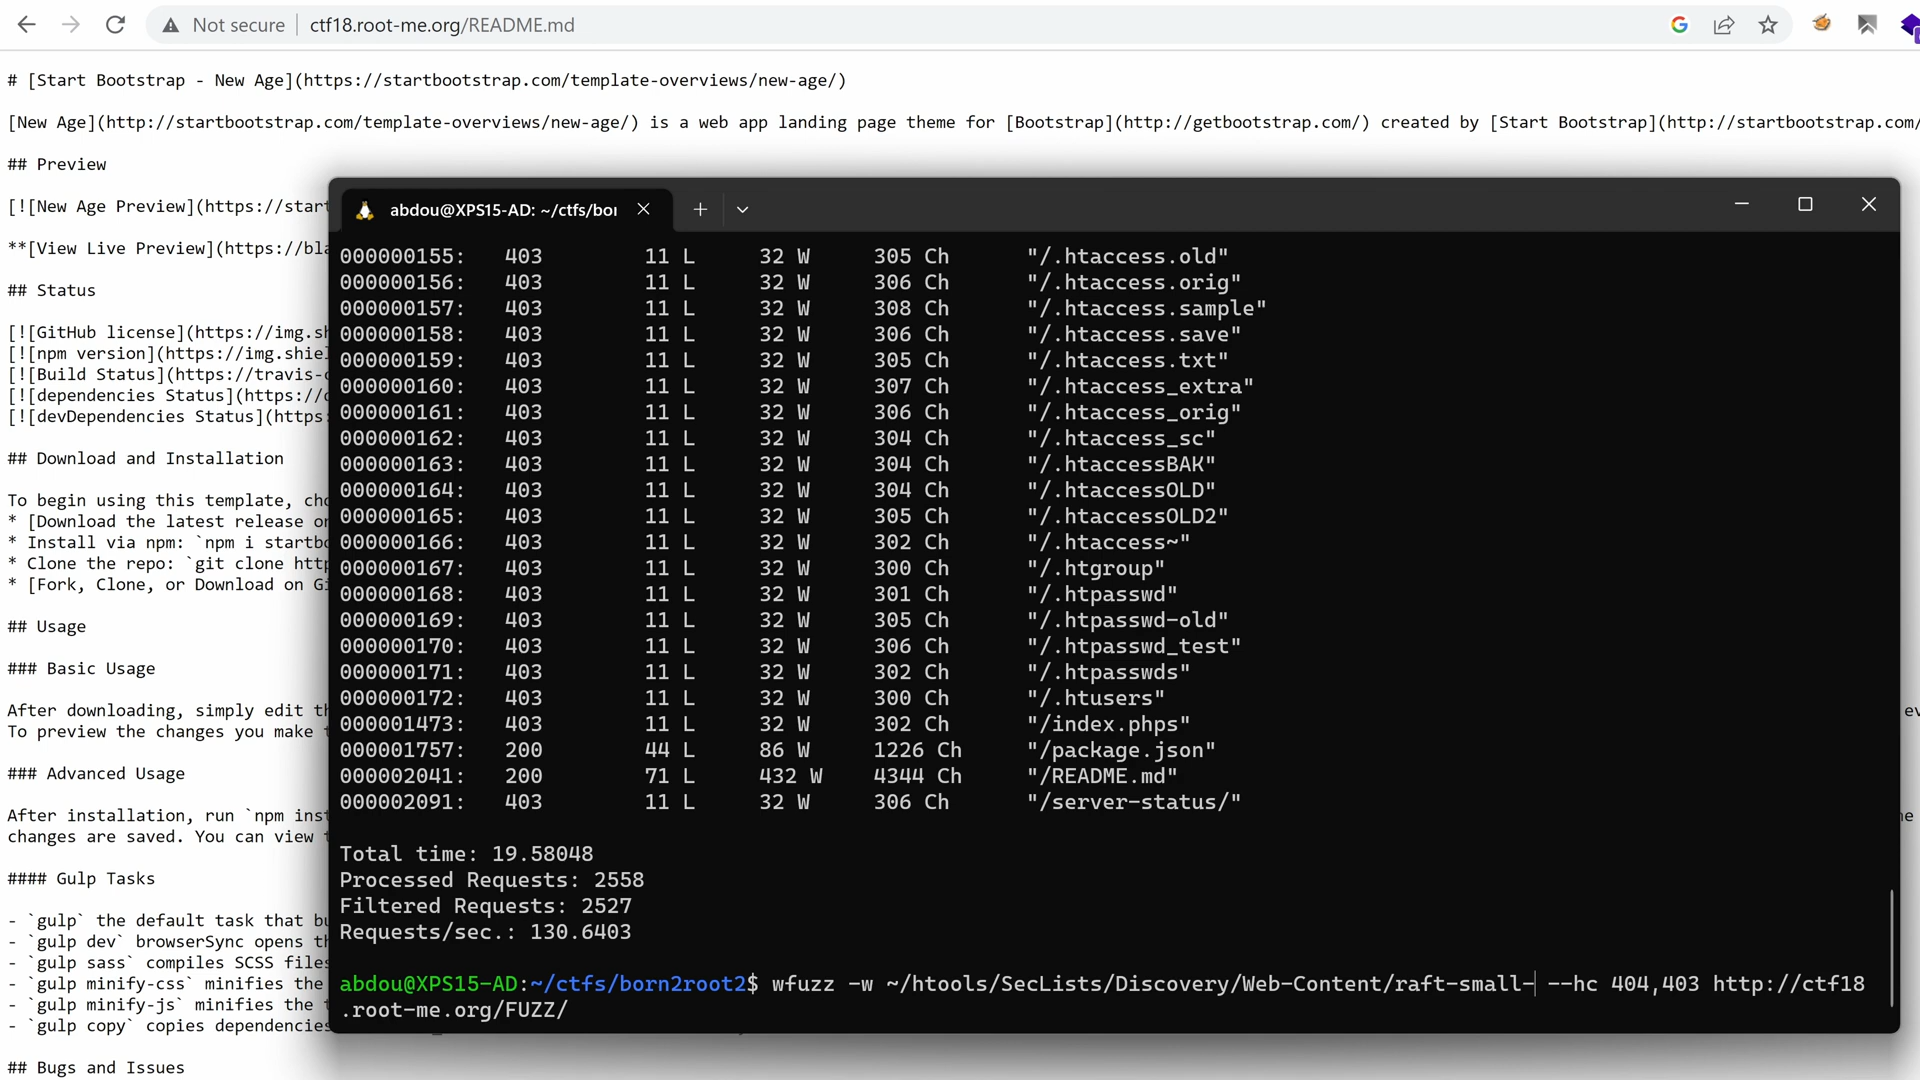 Not secure ctf18.root-me.org/README.md
# [Start Bootstrap - New Age](https://startbootstrap.com/template-overviews/new-age/)
[New Age](http://startbootstrap.com/template-overviews/new-age/) is a web app landing page theme for [Bootstrap](http://getbootstrap.com/) created by [Start Bootstrap](http://startbootstrap.com/
## Preview
[![New Age Preview](https://star
**[View Live Preview](https://bla
## Status
[![GitHub license](https://img.sh
[![npm version](https://img.shiel
[![Build Status](https://travis-
[![dependencies Status](https://
[![devDependencies Status](https:
## Download and Installation
To begin using this template, cho
* [Download the latest release on
* Install via npm: `npm i startbo
* Clone the repo: `git clone http
* [Fork, Clone, or Download on Gi
## Usage
### Basic Usage
After downloading, simply edit th ev
To preview the changes you make t
### Advanced Usage
After installation, run `npm inst he
changes are saved. You can view t
#### Gulp Tasks
- `gulp` the default task that bu
- `gulp dev` browserSync opens th
- `gulp sass` compiles SCSS files
- `gulp minify-css` minifies the
- `gulp minify-js` minifies the t
- `gulp copy` copies dependencies
## Bugs and Issues
abdou@XPS15-AD: ~/ctfs/bor
000000155: 403 11 L 32 W 305 Ch "/.htaccess.old"
000000156: 403 11 L 32 W 306 Ch "/.htaccess.orig"
000000157: 403 11 L 32 W 308 Ch "/.htaccess.sample"
000000158: 403 11 L 32 W 306 Ch "/.htaccess.save"
000000159: 403 11 L 32 W 305 Ch "/.htaccess.txt"
000000160: 403 11 L 32 W 307 Ch "/.htaccess_extra"
000000161: 403 11 L 32 W 306 Ch "/.htaccess_orig"
000000162: 403 11 L 32 W 304 Ch "/.htaccess_sc"
000000163: 403 11 L 32 W 304 Ch "/.htaccessBAK"
000000164: 403 11 L 32 W 304 Ch "/.htaccessOLD"
000000165: 403 11 L 32 W 305 Ch "/.htaccessOLD2"
000000166: 403 11 L 32 W 302 Ch "/.htaccess~"
000000167: 403 11 L 32 W 300 Ch "/.htgroup"
000000168: 403 11 L 32 W 301 Ch "/.htpasswd"
000000169: 403 11 L 32 W 305 Ch "/.htpasswd-old"
000000170: 403 11 L 32 W 306 Ch "/.htpasswd_test"
000000171: 403 11 L 32 W 302 Ch "/.htpasswds"
000000172: 403 11 L 32 W 300 Ch "/.htusers"
000001473: 403 11 L 32 W 302 Ch "/index.phps"
000001757: 200 44 L 86 W 1226 Ch "/package.json"
000002041: 200 71 L 432 W 4344 Ch "/README.md"
000002091: 403 11 L 32 W 306 Ch "/server-status/"
Total time: 19.58048
Processed Requests: 2558
Filtered Requests: 2527
Requests/sec.: 130.6403
abdou@XPS15-AD:~/ctfs/born2root2$ wfuzz -w ~/htools/SecLists/Discovery/Web-Content/raft-small- --hc 404,403 http://ctf18
.root-me.org/FUZZ/